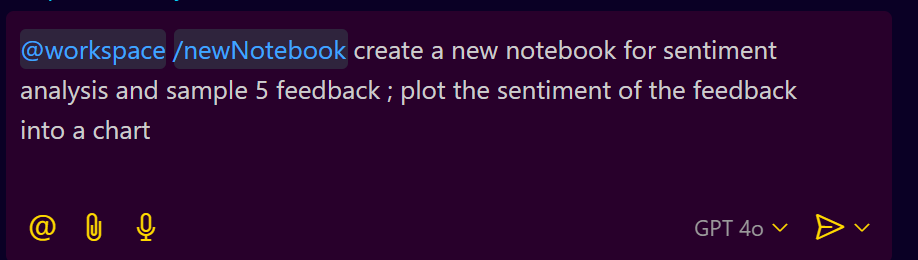 @workspace /newNotebook create a new notebook for sentiment
analysis and sample 5 feedback ; plot the sentiment of the feedback
into a chart
GPT 4o